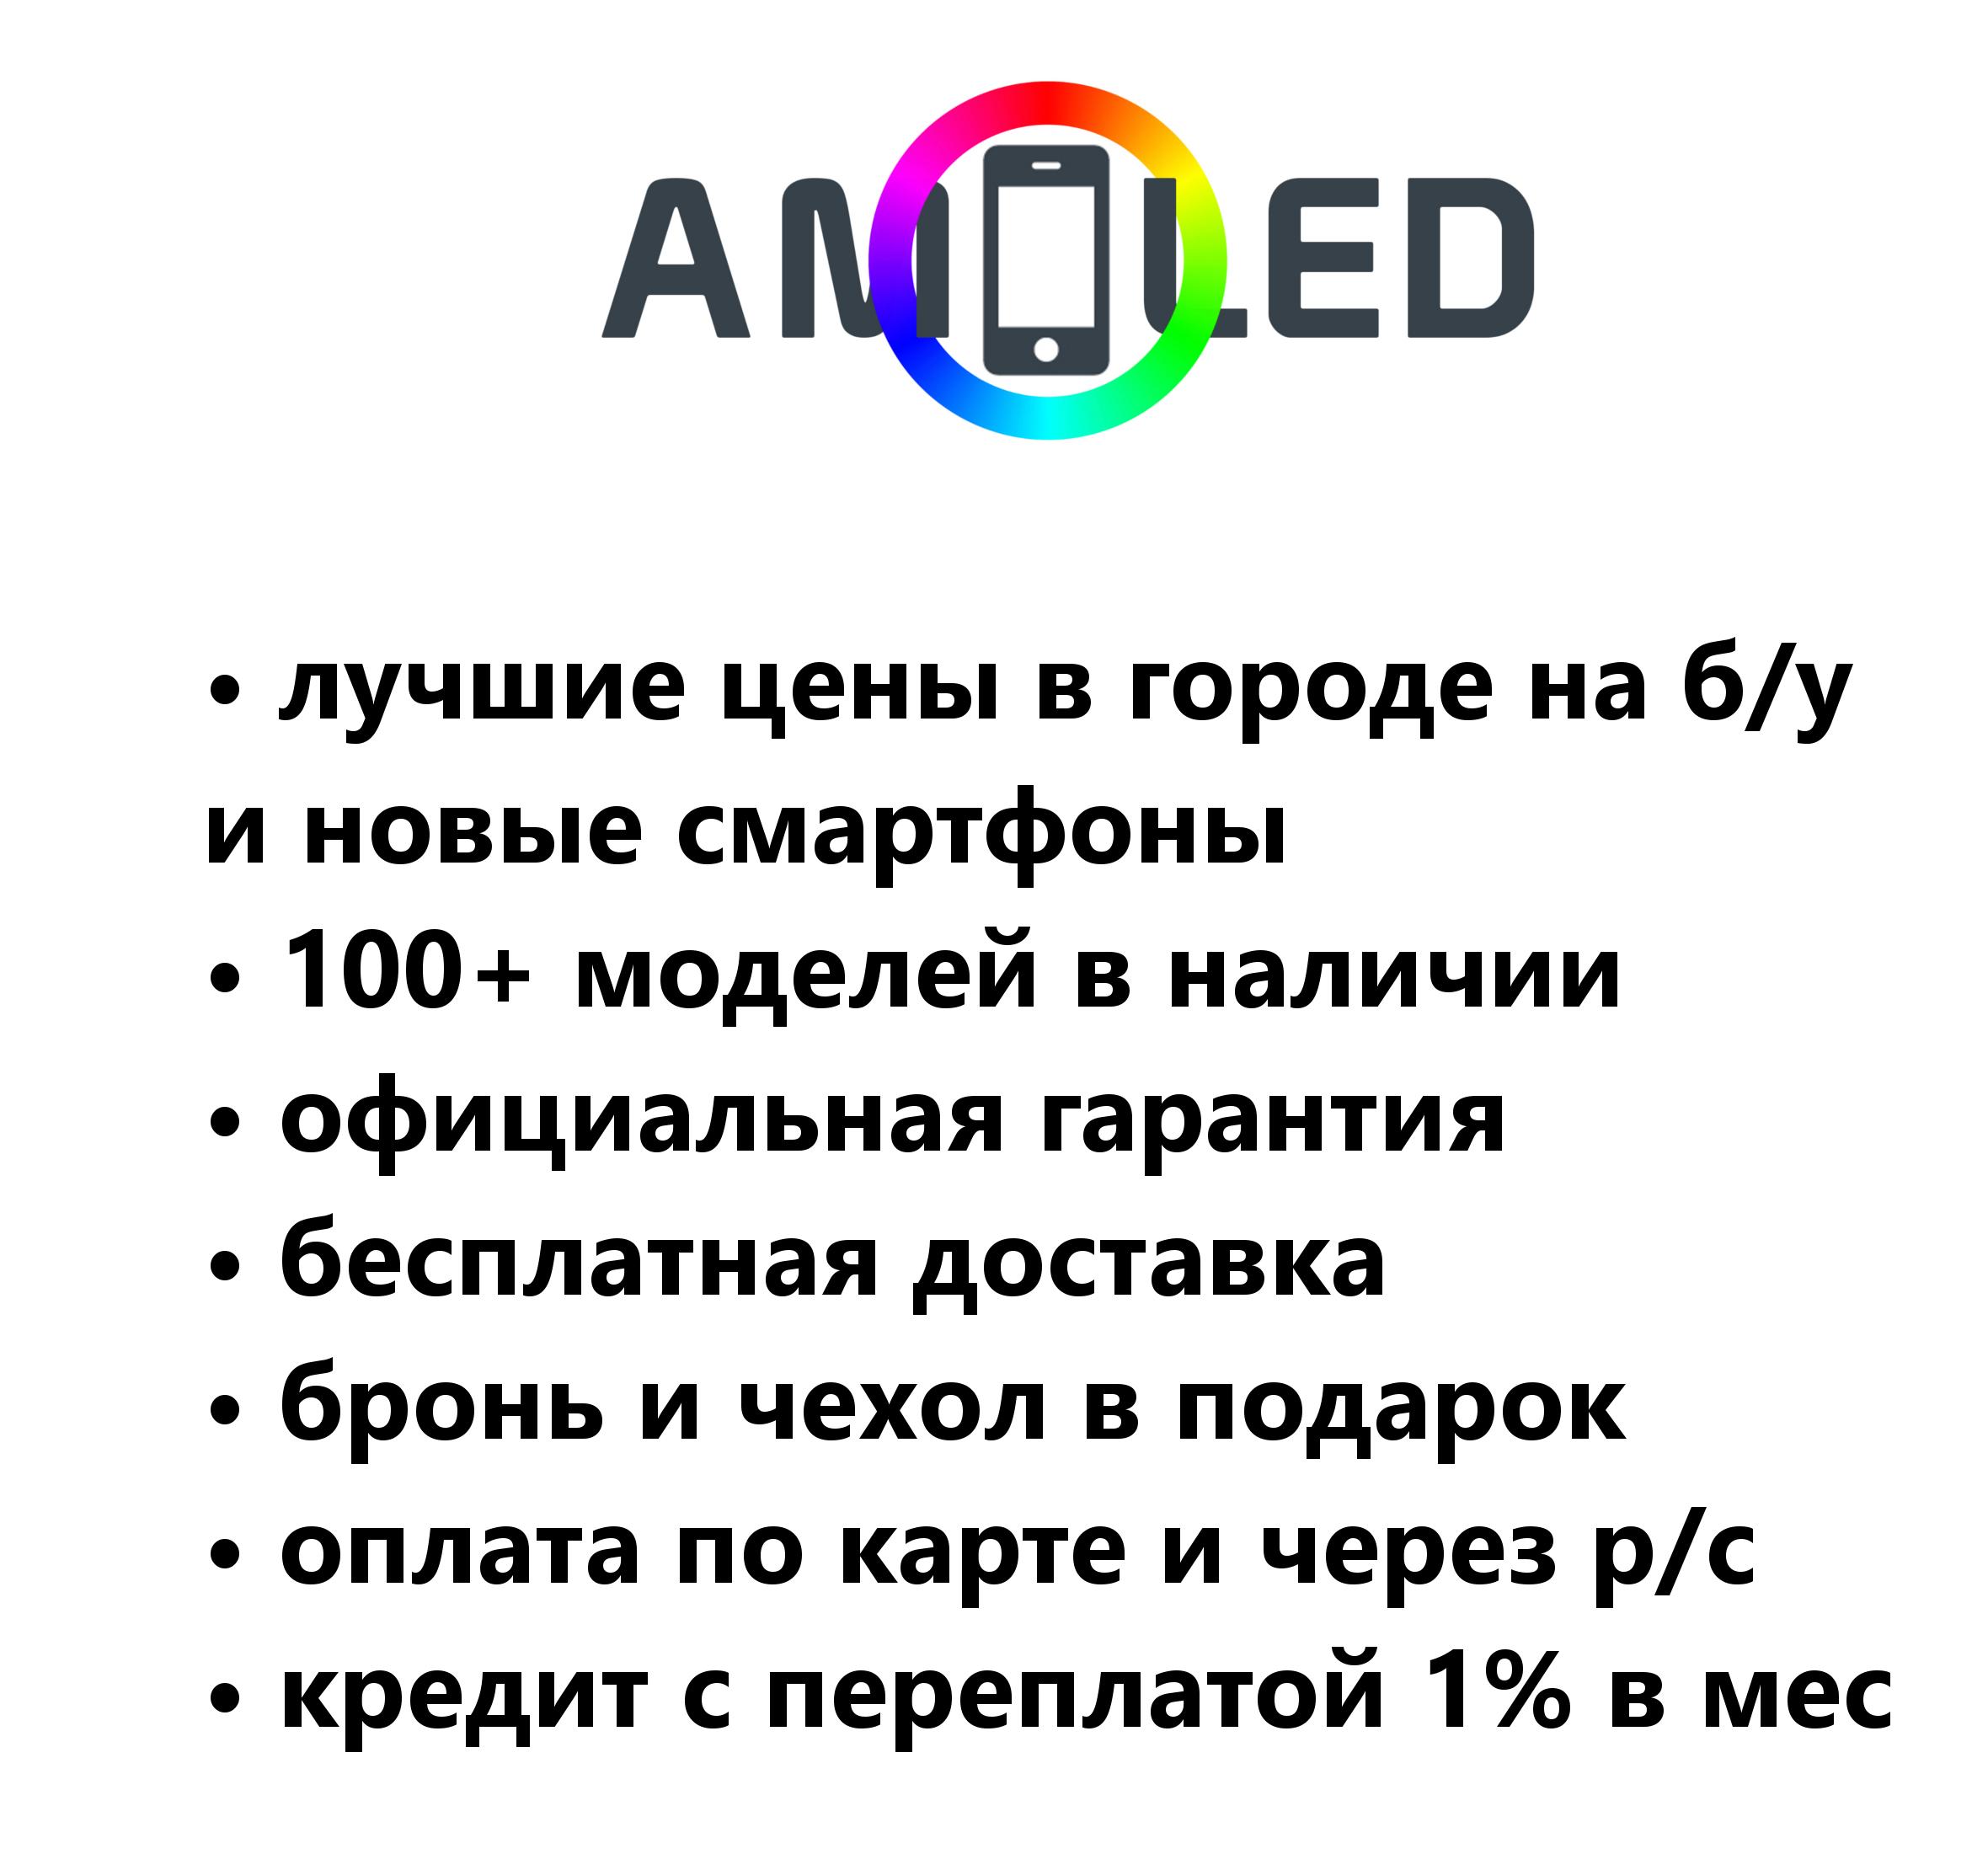 AMOLED
• лучшие цены в городе на б/у
и новые смартфоны
• 100+ моделей в наличии
• официальная гарантия
• бесплатная доставка
• бронь и чехол в подарок
• оплата по карте и через р/с
• кредит с переплатой 1% в мес